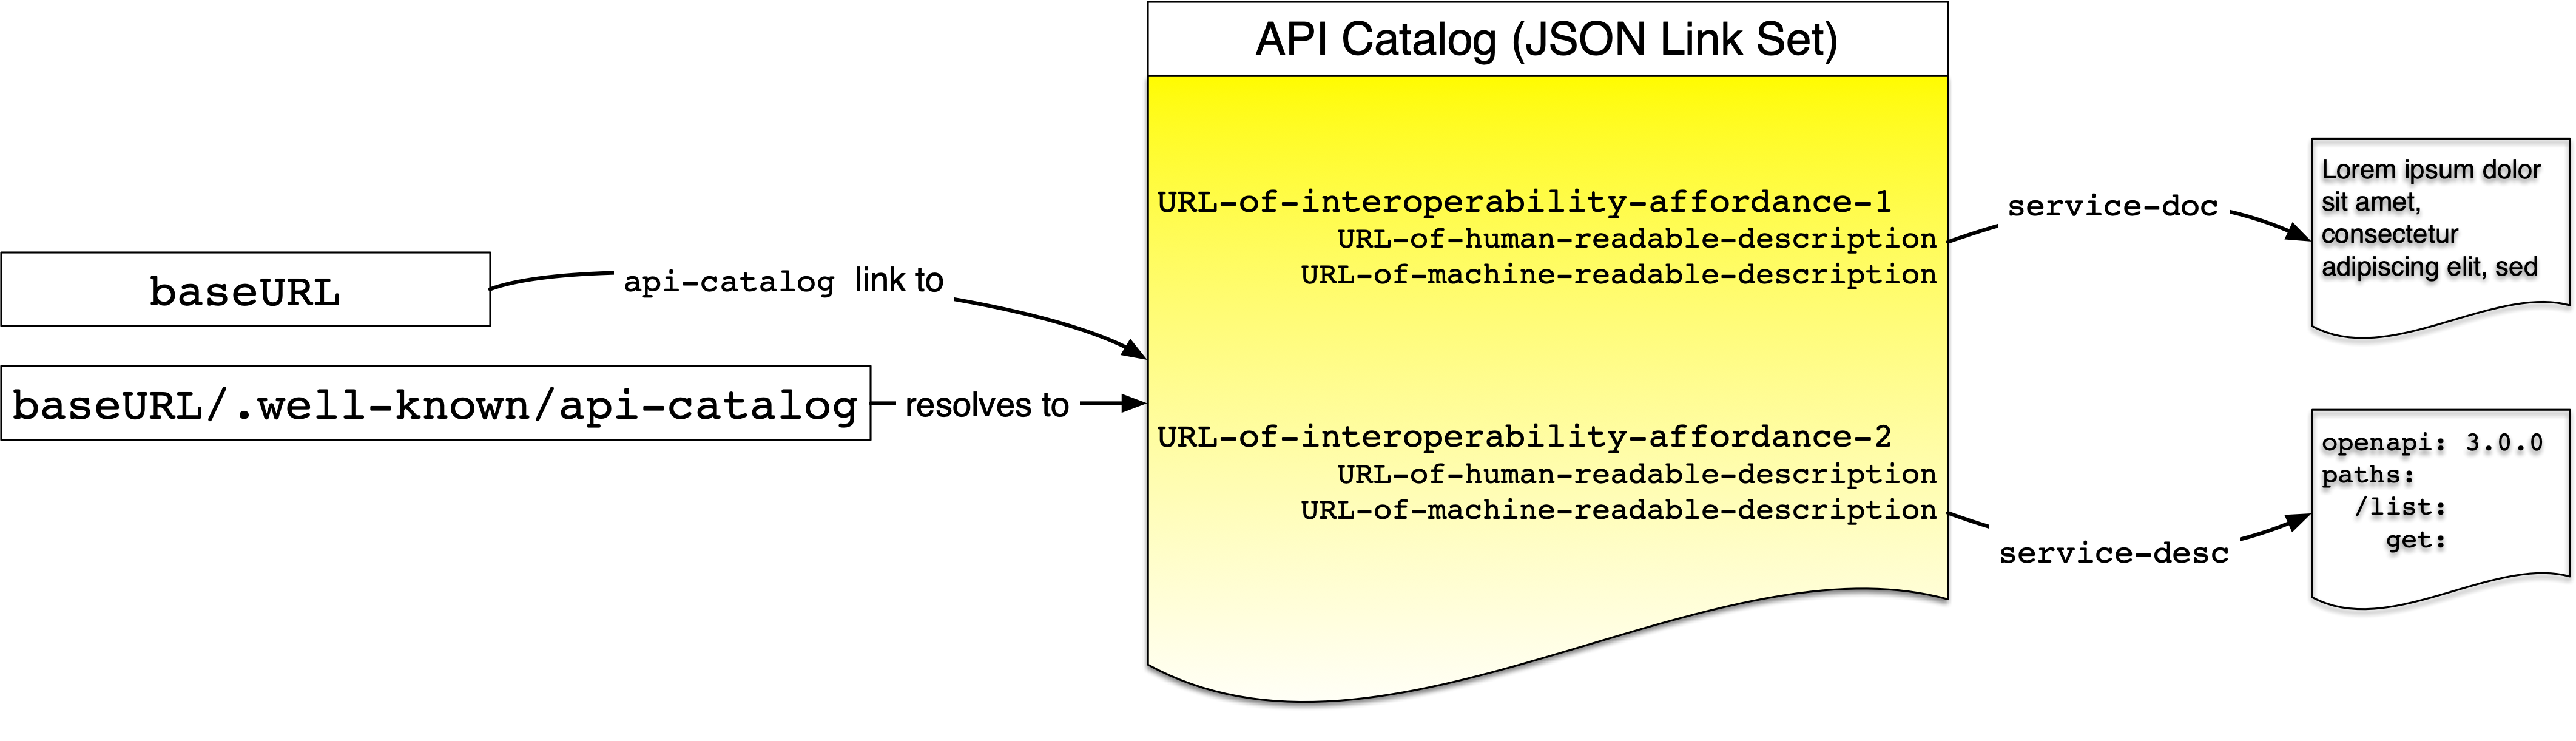 API Catalog (JSON Link Set)
baseURL
api-catalog link to
baseURL/.well-known/api-catalog
resolves to
URL-of-interoperability-affordance-1
URL-of-human-readable-description
URL-of-machine-readable-description
URL-of-interoperability-affordance-2
URL-of-human-readable-description
URL-of-machine-readable-description
service-doc
Lorem ipsum dolor
sit amet,
consectetur
adipiscing elit, sed
service-desc
openapi: 3.0.0
paths:
  /list:
    get: